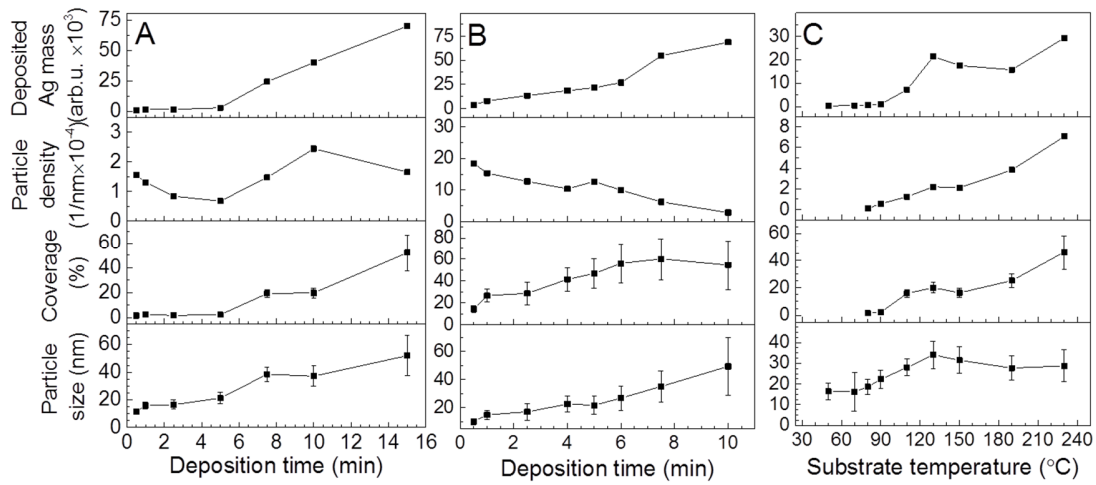 A
B
C
Deposited
Ag mass
(arb.u. ×10³)
75
50
25
0
75
50
25
0
30
20
10
0
Particle
density
(1/nm×10⁻⁴)
3
2
1
0
30
20
10
0
8
6
4
2
0
Coverage
(%)
60
40
20
0
80
60
40
20
0
60
40
20
0
Particle
size (nm)
60
40
20
0
60
40
20
50
40
30
20
10
0
0 2 4 6 8 10 12 14 16
0 2 4 6 8 10
30 60 90 120 150 180 210 240
Deposition time (min)
Deposition time (min)
Substrate temperature (°C)